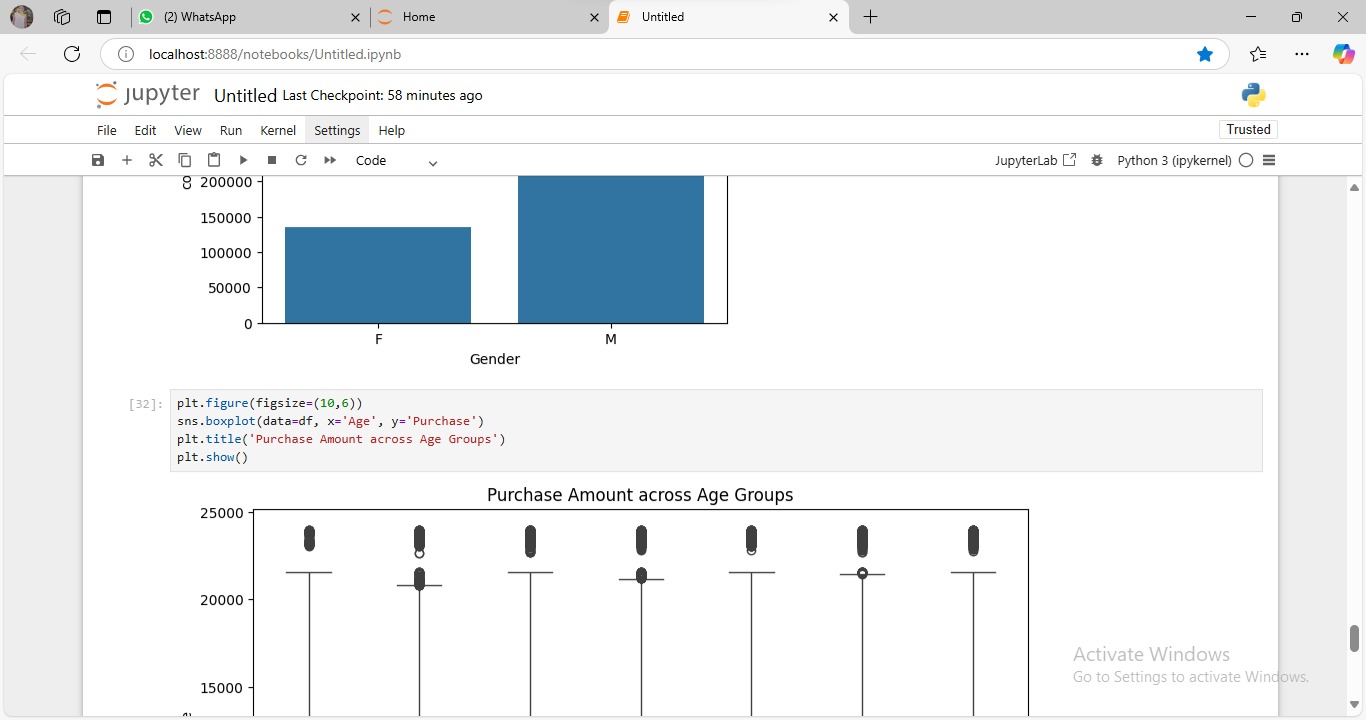 (2) WhatsApp
Home
Untitled
localhost:8888/notebooks/Untitled.ipynb
jupyter Untitled Last Checkpoint: 58 minutes ago
File Edit View Run Kernel Settings Help
Trusted
Code
JupyterLab
Python 3 (ipykernel)
200000
150000
100000
50000
0
F M
Gender
[32]:
plt.figure(figsize=(10,6))
sns.boxplot(data=df, x='Age', y='Purchase')
plt.title('Purchase Amount across Age Groups')
plt.show()
Purchase Amount across Age Groups
25000
20000
15000
Activate Windows
Go to Settings to activate Windows.